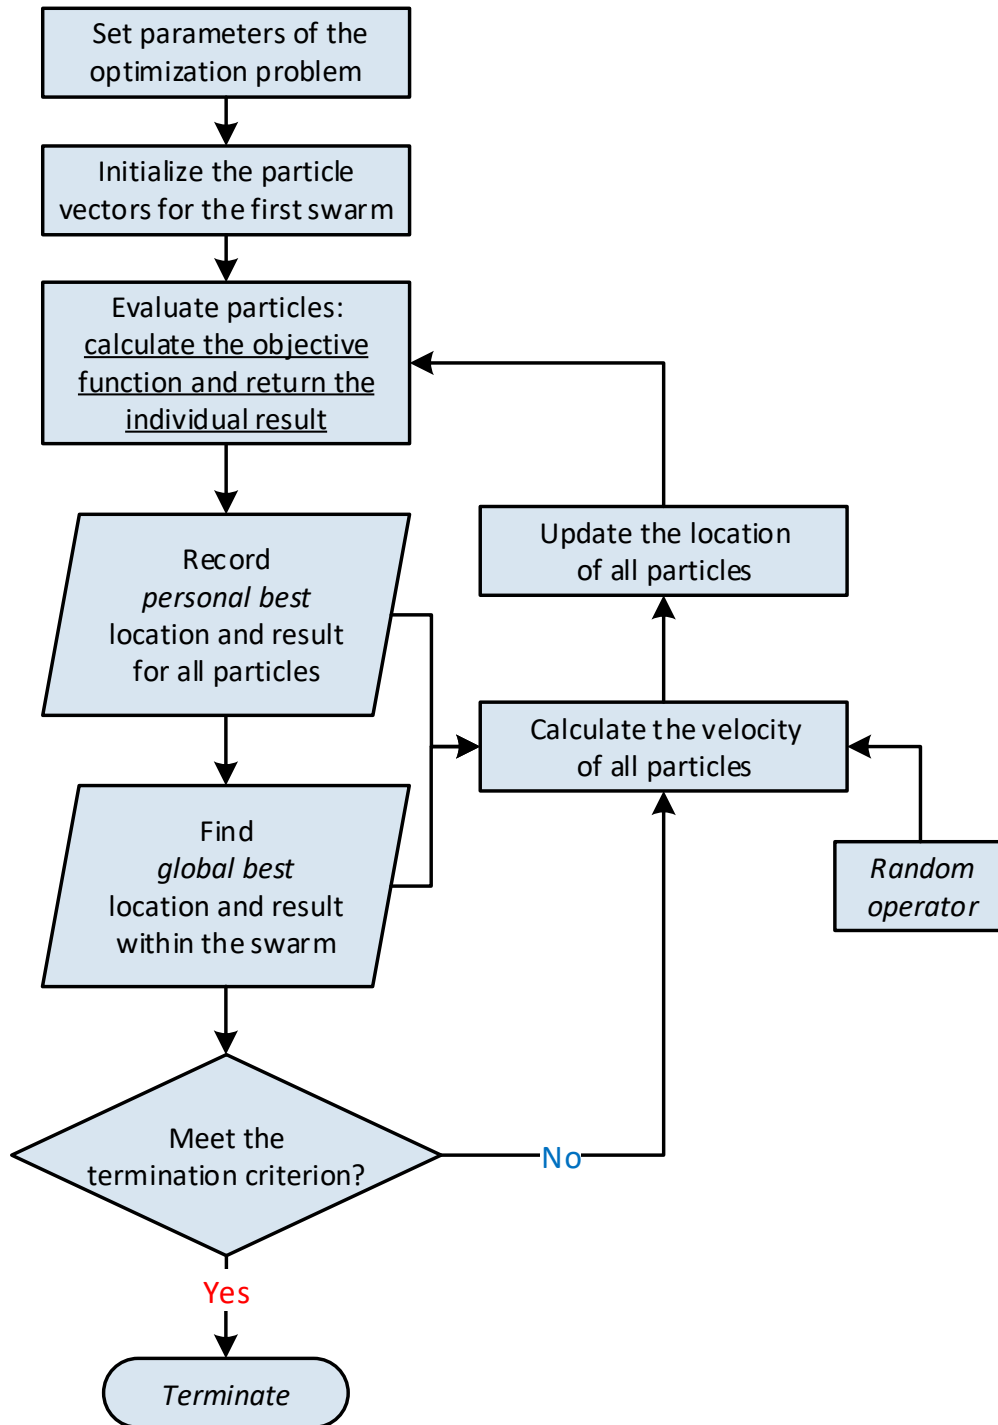 Set parameters of the
optimization problem
Initialize the particle
vectors for the first swarm
Evaluate particles:
calculate the objective
function and return the
individual result
Record
personal best
location and result
for all particles
Find
global best
location and result
within the swarm
Meet the
termination criterion?
Yes
Terminate
No
Update the location
of all particles
Calculate the velocity
of all particles
Random
operator